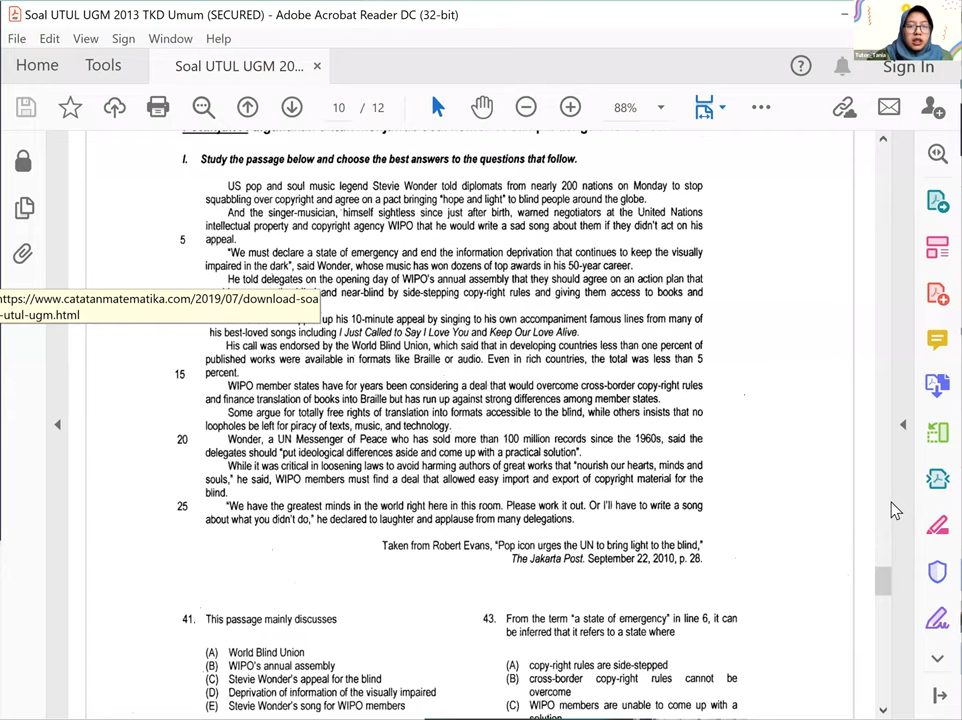 Soal UTUL UGM 2013 TKD Umum (SECURED) - Adobe Acrobat Reader DC (32-bit)
File Edit View Sign Window Help
Home Tools Soal UTUL UGM 20... × Sign In
10 / 12 88%
Tutor_Tania
I. Study the passage below and choose the best answers to the questions that follow.
US pop and soul music legend Stevie Wonder told diplomats from nearly 200 nations on Monday to stop
squabbling over copyright and agree on a pact bringing "hope and light" to blind people around the globe.
And the singer-musician, himself sightless since just after birth, warned negotiators at the United Nations
intellectual property and copyright agency WIPO that he would write a sad song about them if they didn't act on his
5 appeal.
"We must declare a state of emergency and end the information deprivation that continues to keep the visually
impaired in the dark", said Wonder, whose music has won dozens of top awards in his 50-year career.
He told delegates on the opening day of WIPO's annual assembly that they should agree on an action plan that
and near-blind by side-stepping copy-right rules and giving them access to books and
https://www.catatanmatematika.com/2019/07/download-soa
-utul-ugm.html
up his 10-minute appeal by singing to his own accompaniment famous lines from many of
his best-loved songs including I Just Called to Say I Love You and Keep Our Love Alive.
His call was endorsed by the World Blind Union, which said that in developing countries less than one percent of
published works were available in formats like Braille or audio. Even in rich countries, the total was less than 5
15 percent.
WIPO member states have for years been considering a deal that would overcome cross-border copy-right rules
and finance translation of books into Braille but has run up against strong differences among member states.
Some argue for totally free rights of translation into formats accessible to the blind, while others insists that no
loopholes be left for piracy of texts, music, and technology.
20 Wonder, a UN Messenger of Peace who has sold more than 100 million records since the 1960s, said the
delegates should "put ideological differences aside and come up with a practical solution".
While it was critical in loosening laws to avoid harming authors of great works that "nourish our hearts, minds and
souls," he said, WIPO members must find a deal that allowed easy import and export of copyright material for the
blind.
25 "We have the greatest minds in the world right here in this room. Please work it out. Or I'll have to write a song
about what you didn't do," he declared to laughter and applause from many delegations.
Taken from Robert Evans, "Pop icon urges the UN to bring light to the blind,"
The Jakarta Post. September 22, 2010, p. 28.
41. This passage mainly discusses
(A) World Blind Union
(B) WIPO's annual assembly
(C) Stevie Wonder's appeal for the blind
(D) Deprivation of information of the visually impaired
(E) Stevie Wonder's song for WIPO members
43. From the term "a state of emergency" in line 6, it can
be inferred that it refers to a state where
(A) copy-right rules are side-stepped
(B) cross-border copy-right rules cannot be
overcome
(C) WIPO members are unable to come up with a
solution